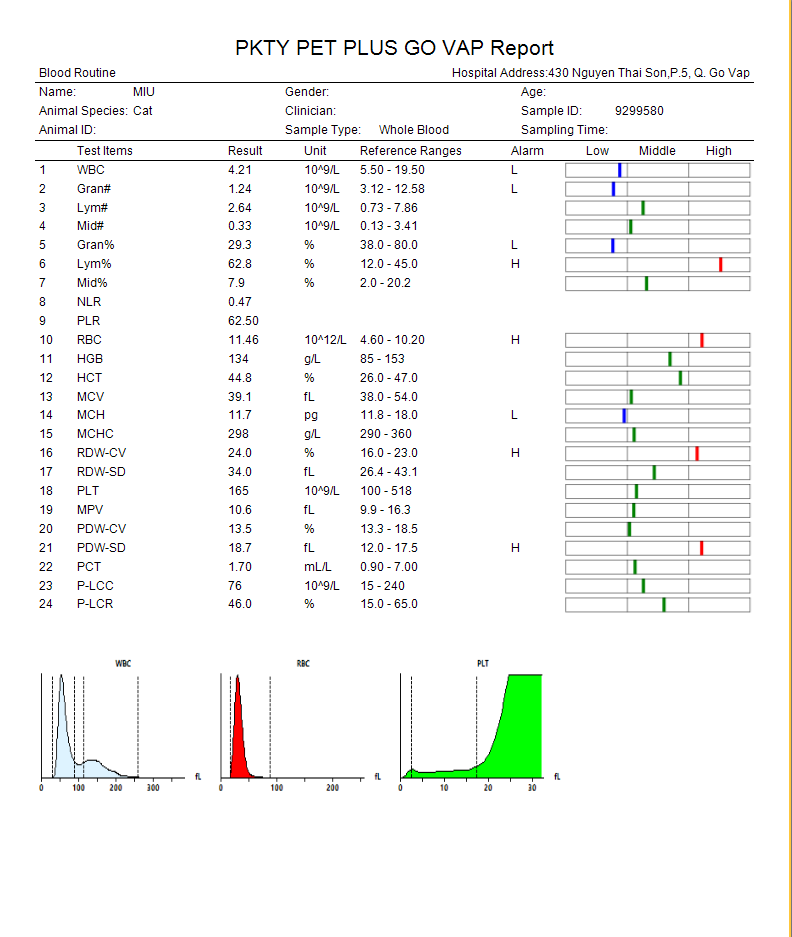 PKTY PET PLUS GO VAP Report
Blood Routine Hospital Address:430 Nguyen Thai Son,P.5, Q. Go Vap
Name: MIU Gender: Age:
Animal Species: Cat Clinician: Sample ID: 9299580
Animal ID: Sample Type: Whole Blood Sampling Time:
Test Items Result Unit Reference Ranges Alarm Low Middle High
1 WBC 4.21 10^9/L 5.50 - 19.50 L
2 Gran# 1.24 10^9/L 3.12 - 12.58 L
3 Lym# 2.64 10^9/L 0.73 - 7.86
4 Mid# 0.33 10^9/L 0.13 - 3.41
5 Gran% 29.3 % 38.0 - 80.0 L
6 Lym% 62.8 % 12.0 - 45.0 H
7 Mid% 7.9 % 2.0 - 20.2
8 NLR 0.47
9 PLR 62.50
10 RBC 11.46 10^12/L 4.60 - 10.20 H
11 HGB 134 g/L 85 - 153
12 HCT 44.8 % 26.0 - 47.0
13 MCV 39.1 fL 38.0 - 54.0
14 MCH 11.7 pg 11.8 - 18.0 L
15 MCHC 298 g/L 290 - 360
16 RDW-CV 24.0 % 16.0 - 23.0 H
17 RDW-SD 34.0 fL 26.4 - 43.1
18 PLT 165 10^9/L 100 - 518
19 MPV 10.6 fL 9.9 - 16.3
20 PDW-CV 13.5 % 13.3 - 18.5
21 PDW-SD 18.7 fL 12.0 - 17.5 H
22 PCT 1.70 mL/L 0.90 - 7.00
23 P-LCC 76 10^9/L 15 - 240
24 P-LCR 46.0 % 15.0 - 65.0
WBC RBC PLT
fL fL fL
0 100 200 300 0 100 200 0 10 20 30